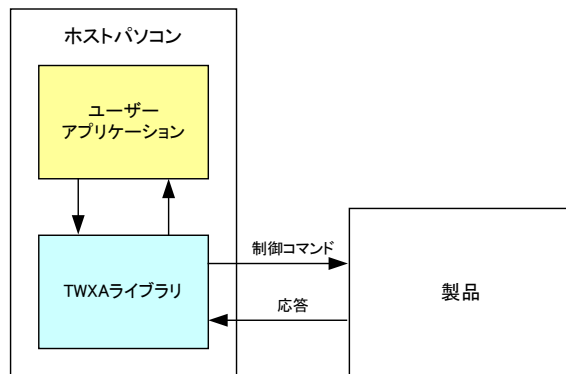 ホストパソコン
ユーザー
アプリケーション
TWXAライブラリ
制御コマンド
応答
製品